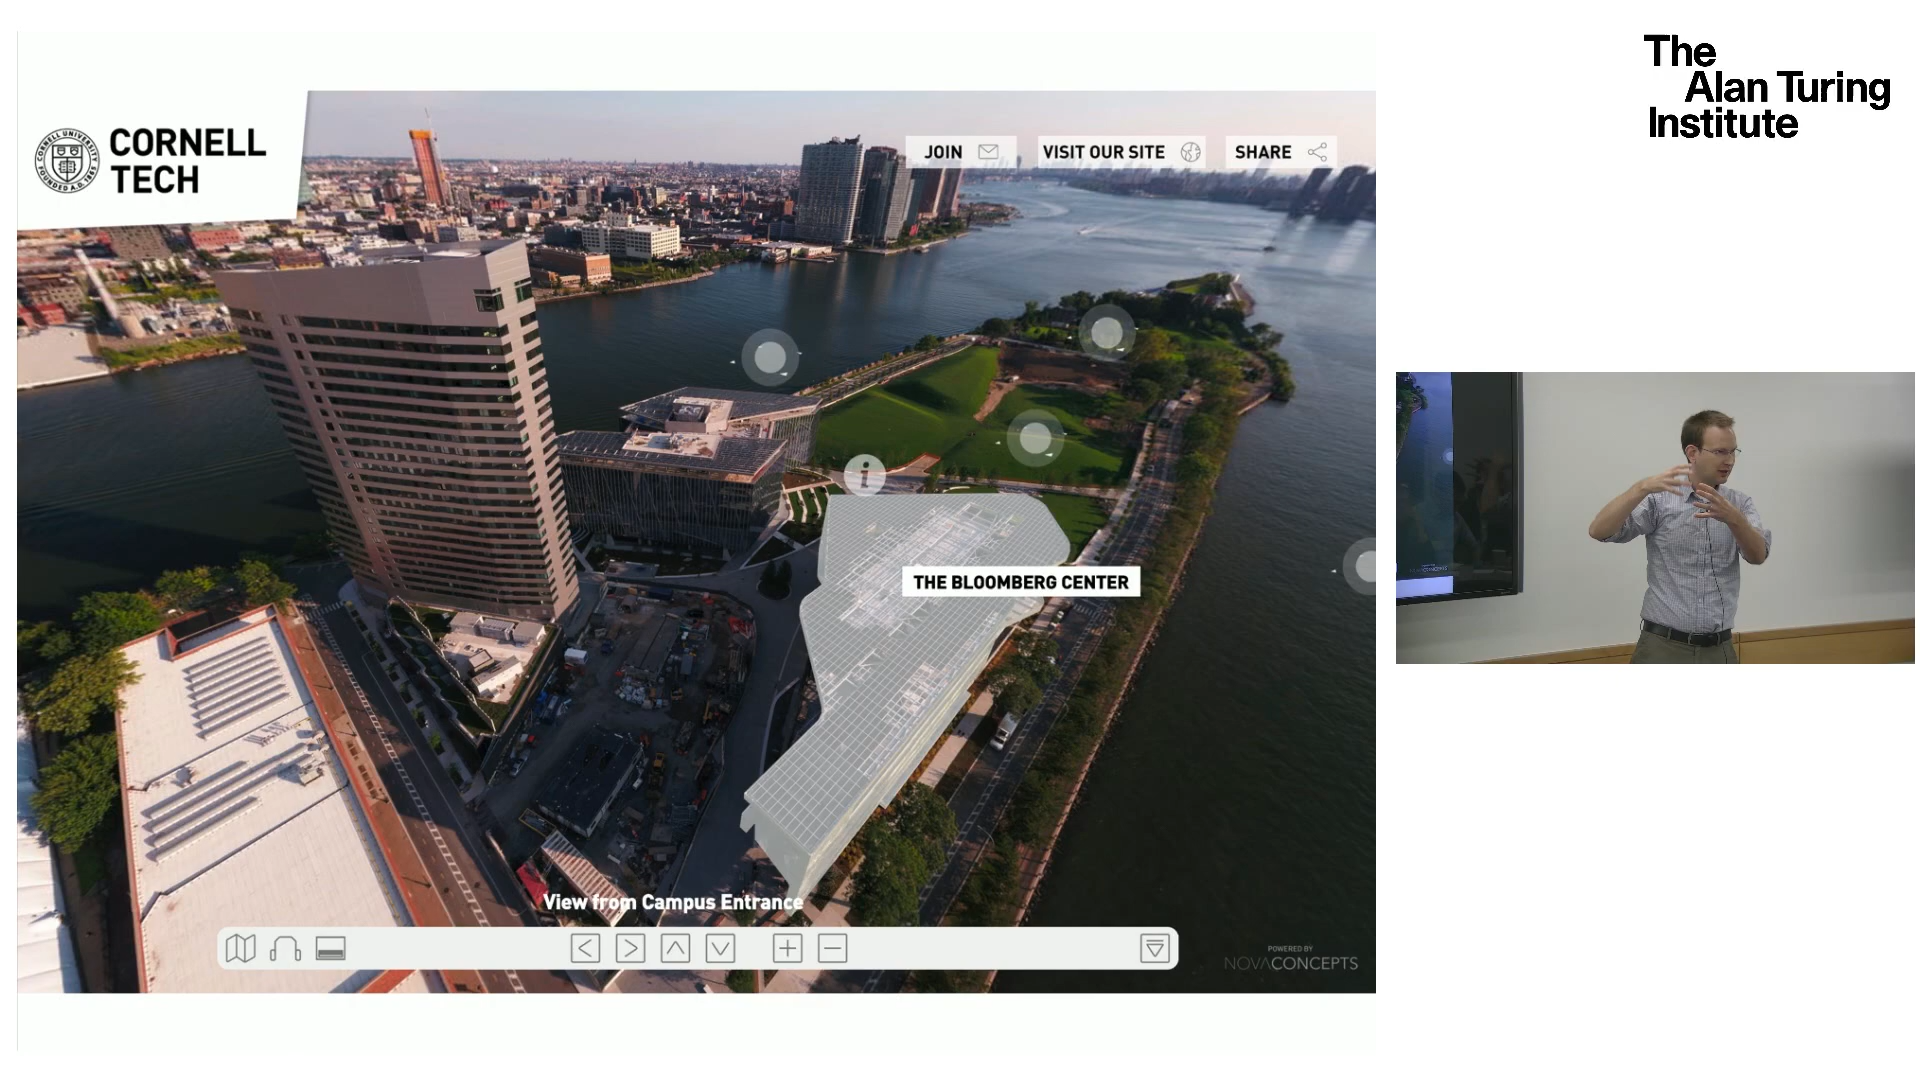 The
Alan Turing
Institute
CORNELL
TECH
JOIN
VISIT OUR SITE
SHARE
i
THE BLOOMBERG CENTER
View from Campus Entrance
POWERED BY
NOVACONCEPTS